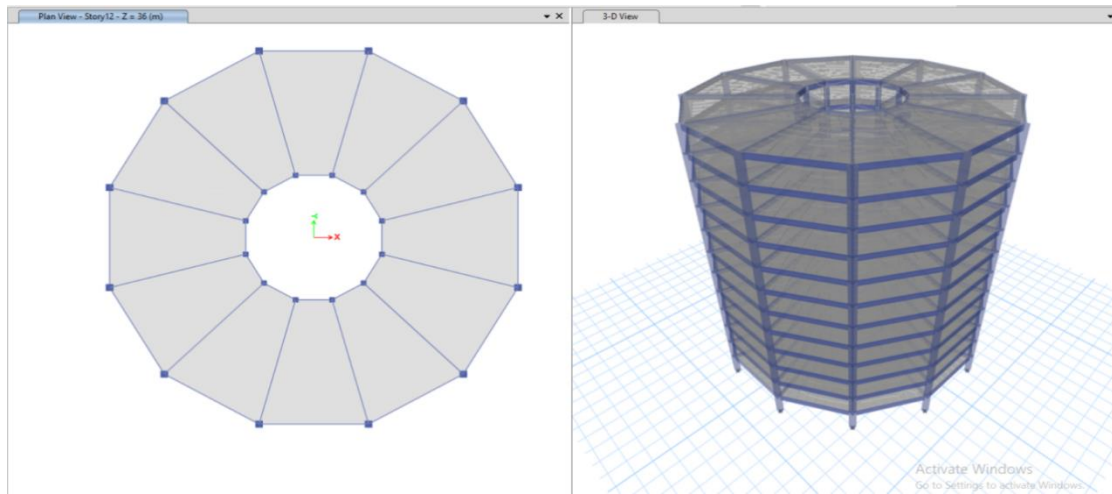 Plan View - Story12 - Z = 36 (m)
3-D View
Y
X
Activate Windows
Go to Settings to activate Windows.